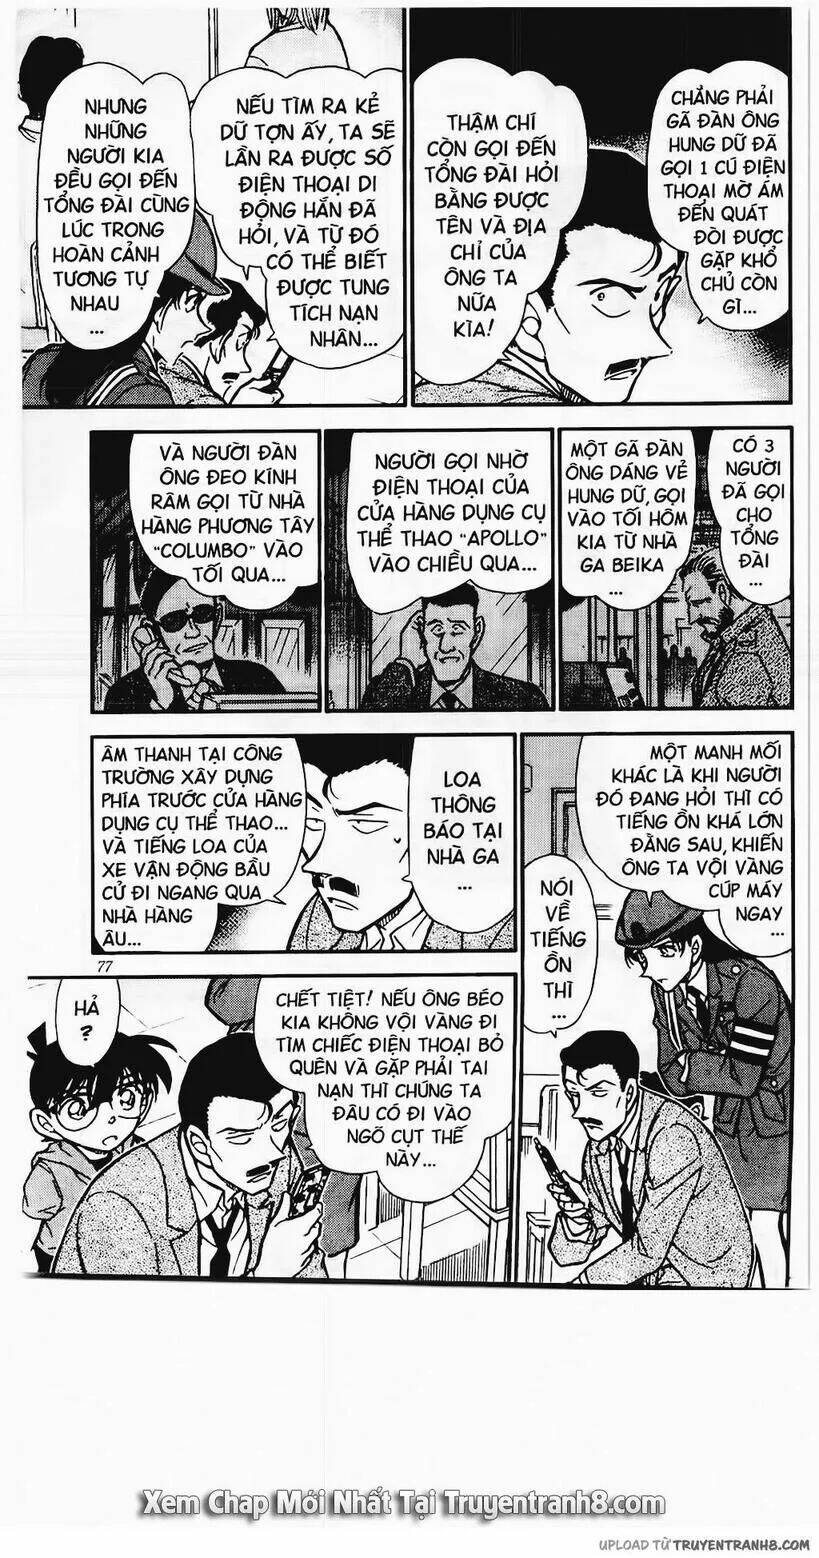 CHẲNG PHẢI
GÃ ĐÀN ÔNG
HUNG DỮ ĐÃ
GỌI 1 CÚ ĐIỆN
THOẠI MỜ ÁM
ĐẾN QUÁT
ĐÒI ĐƯỢC
GẶP KHỔ
CHỦ CÒN
GÌ...
THẬM CHÍ
CÒN GỌI ĐẾN
TỔNG ĐÀI HỎI
BẰNG ĐƯỢC
TÊN VÀ ĐỊA
CHỈ CỦA
ÔNG TA
NỮA
KÌA!
NẾU TÌM RA KẺ
DỮ TỢN ẤY, TA SẼ
LẦN RA ĐƯỢC SỐ
ĐIỆN THOẠI DI
ĐỘNG HẮN ĐÃ
HỎI, VÀ TỪ ĐÓ
CÓ THỂ BIẾT
ĐƯỢC TUNG
TÍCH NẠN
NHÂN...
NHƯNG
NHỮNG
NGƯỜI KIA
ĐỀU GỌI ĐẾN
TỔNG ĐÀI CÙNG
LÚC TRONG
HOÀN CẢNH
TƯƠNG TỰ
NHAU
...
CÓ 3
NGƯỜI
ĐÃ GỌI
CHO
TỔNG
ĐÀI
...
MỘT GÃ ĐÀN
ÔNG DÁNG VẺ
HUNG DỮ, GỌI
VÀO TỐI HÔM
KIA TỪ NHÀ
GA BEIKA
...
NGƯỜI GỌI NHỜ
ĐIỆN THOẠI CỦA
CỬA HÀNG DỤNG CỤ
THỂ THAO "APOLLO"
VÀO CHIỀU QUA...
VÀ NGƯỜI ĐÀN
ÔNG ĐEO KÍNH
RÂM GỌI TỪ NHÀ
HÀNG PHƯƠNG TÂY
"COLUMBO" VÀO
TỐI QUA...
MỘT MANH MỐI
KHÁC LÀ KHI NGƯỜI
ĐÓ ĐANG HỎI THÌ CÓ
TIẾNG ỒN KHÁ LỚN
ĐẰNG SAU, KHIẾN
ÔNG TA VỘI VÀNG
CÚP MÁY
NGAY ...
NÓI
VỀ
TIẾNG
ỒN
THÌ
...
LOA
THÔNG
BÁO TẠI
NHÀ GA
...
ÂM THANH TẠI CÔNG
TRƯỜNG XÂY DỰNG
PHÍA TRƯỚC CỬA HÀNG
DỤNG CỤ THỂ THAO...
VÀ TIẾNG LOA CỦA
XE VẬN ĐỘNG BẦU
CỬ ĐI NGANG QUA
NHÀ HÀNG
ÂU...
77
CHẾT TIỆT! NẾU ÔNG BÉO
KIA KHÔNG VỘI VÀNG ĐI
TÌM CHIẾC ĐIỆN THOẠI BỎ
QUÊN VÀ GẶP PHẢI TAI
NẠN THÌ CHÚNG TA
ĐÂU CÓ ĐI VÀO
NGÕ CỤT THẾ
NÀY...
HẢ
?
Xem Chap Mới Nhất Tại Truyentranh8.com
UPLOAD TỪ TRUYENTRANH8.COM